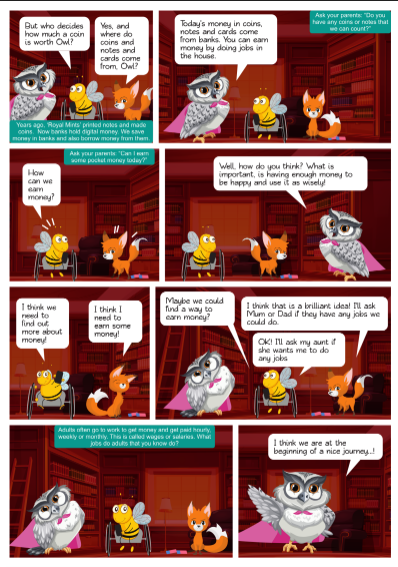 But who decides
how much a coin
is worth Owl?
Yes, and
where do
coins and
notes and
cards come
from, Owl?
Years ago, 'Royal Mints' printed notes and made
coins. Now banks hold digital money. We save
money in banks and also borrow money from them.
Today's money in coins,
notes and cards come
from banks. You can earn
money by doing jobs in
the house.
Ask your parents: "Do you
have any coins or notes that
we can count?"
Ask your parents: "Can I earn
some pocket money today?"
How
can we
earn
money?
Well, how do you think? What is
important, is having enough money to
be happy and use it as wisely!
I think we
need to
find out
more about
money!
I think I
need to
earn some
money!
Maybe we could
find a way to
earn money?
I think that is a brilliant idea! I'll ask
Mum or Dad if they have any jobs we
could do.
OK! I'll ask my aunt if
she wants me to do
any jobs
Adults often go to work to get money and get paid hourly,
weekly or monthly. This is called wages or salaries. What
jobs do adults that you know do?
I think we are at the
beginning of a nice journey...!